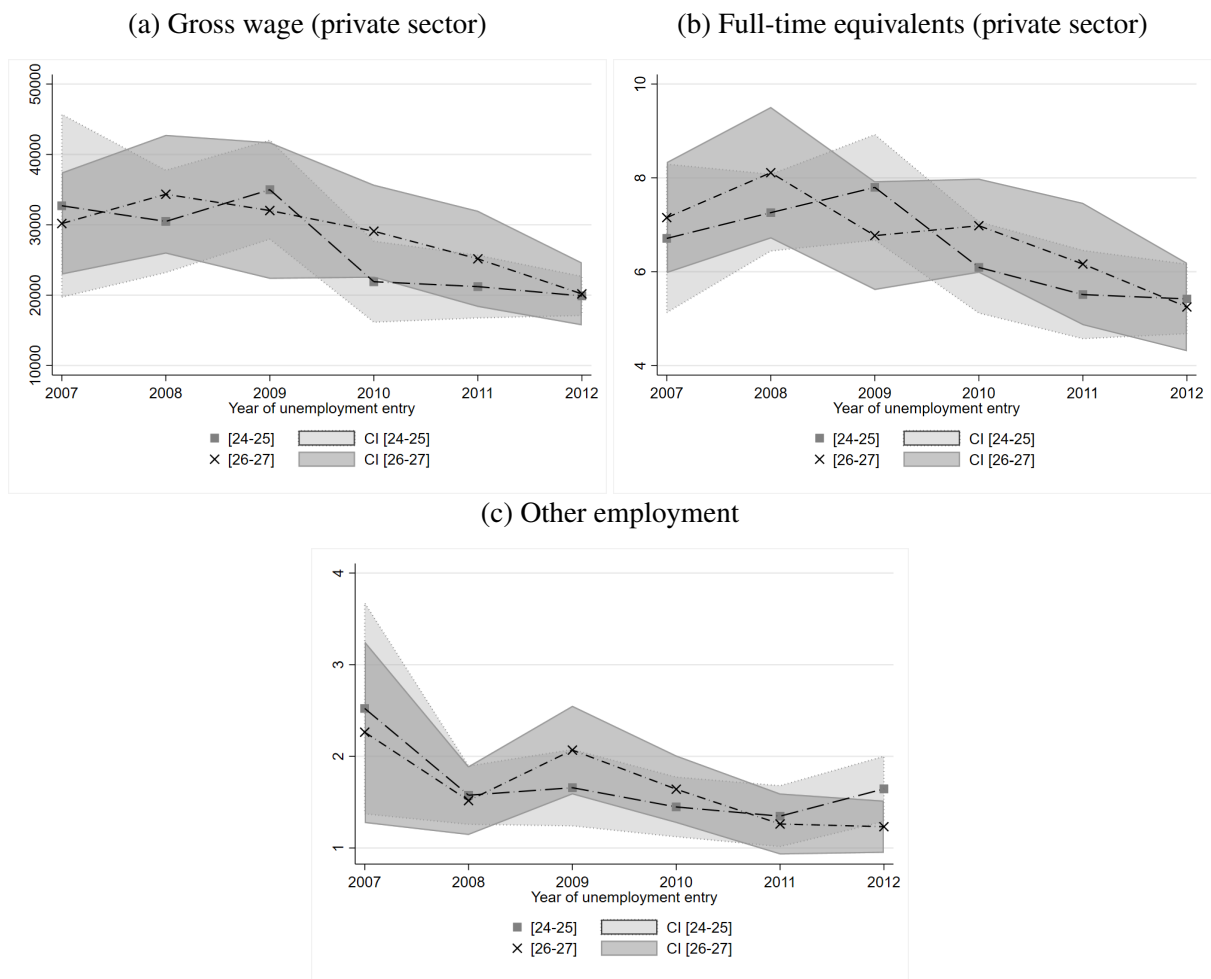 (a) Gross wage (private sector)
(b) Full-time equivalents (private sector)
50000
40000
30000
20000
10000
2007 2008 2009 2010 2011 2012
Year of unemployment entry
[24-25] CI [24-25]
[26-27] CI [26-27]
10
8
6
4
2007 2008 2009 2010 2011 2012
Year of unemployment entry
[24-25] CI [24-25]
[26-27] CI [26-27]
(c) Other employment
4
3
2
1
2007 2008 2009 2010 2011 2012
Year of unemployment entry
[24-25] CI [24-25]
[26-27] CI [26-27]